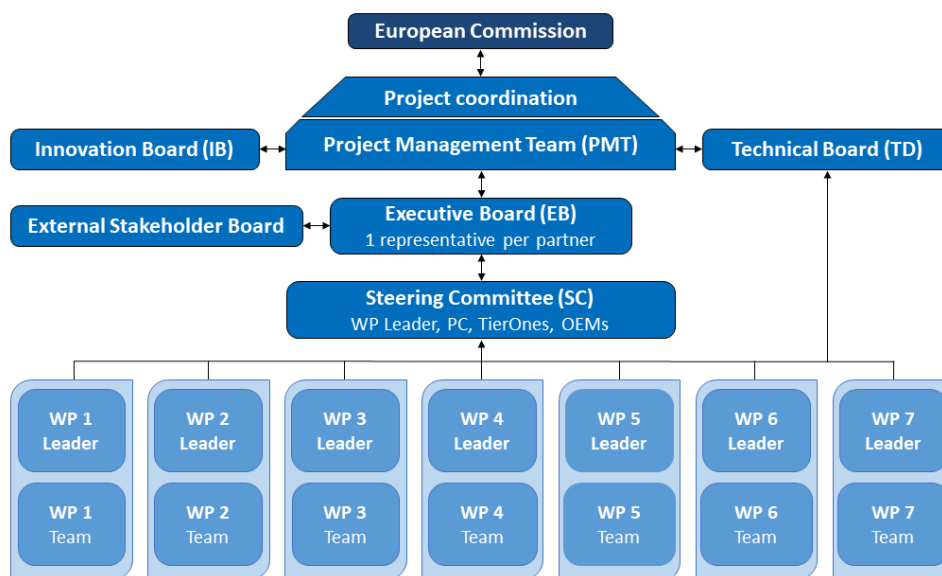 European Commission
Project coordination
Innovation Board (IB)
Project Management Team (PMT)
Technical Board (TD)
External Stakeholder Board
Executive Board (EB)
1 representative per partner
Steering Committee (SC)
WP Leader, PC, TierOnes, OEMs
WP 1
Leader
WP 2
Leader
WP 3
Leader
WP 4
Leader
WP 5
Leader
WP 6
Leader
WP 7
Leader
WP 1
Team
WP 2
Team
WP 3
Team
WP 4
Team
WP 5
Team
WP 6
Team
WP 7
Team